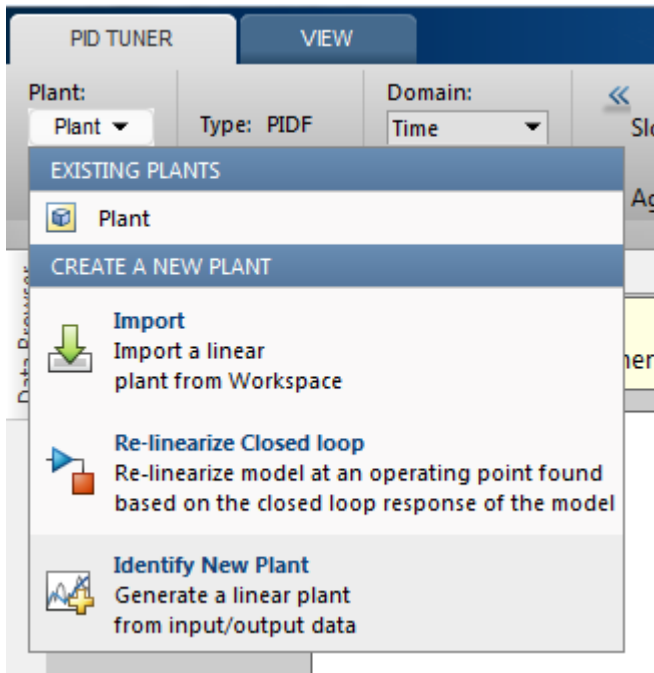 PID TUNER
VIEW
Plant:
Plant
Type: PIDF
Domain:
Time
EXISTING PLANTS
Plant
CREATE A NEW PLANT
Import
Import a linear
plant from Workspace
Re-linearize Closed loop
Re-linearize model at an operating point found
based on the closed loop response of the model
Identify New Plant
Generate a linear plant
from input/output data
Data Browser